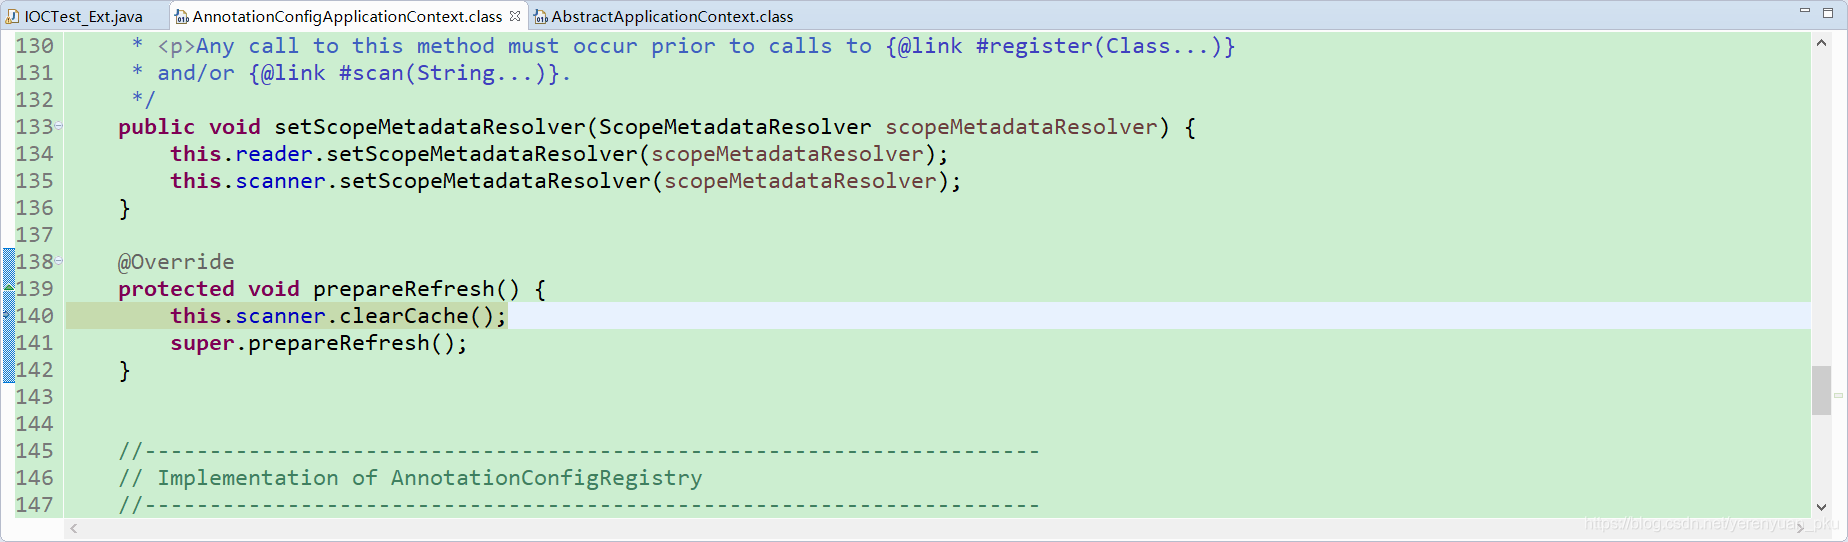 IOCTest_Ext.java AnnotationConfigApplicationContext.class AbstractApplicationContext.class
130 * <p>Any call to this method must occur prior to calls to {@link #register(Class...)}
131 * and/or {@link #scan(String...)}.
132 */
133 public void setScopeMetadataResolver(ScopeMetadataResolver scopeMetadataResolver) {
134 this.reader.setScopeMetadataResolver(scopeMetadataResolver);
135 this.scanner.setScopeMetadataResolver(scopeMetadataResolver);
136 }
137
138 @Override
139 protected void prepareRefresh() {
140 this.scanner.clearCache();
141 super.prepareRefresh();
142 }
143
144
145 //---------------------------------------------------------------------
146 // Implementation of AnnotationConfigRegistry
147 //---------------------------------------------------------------------
https://blog.csdn.net/yerenyuan_pku